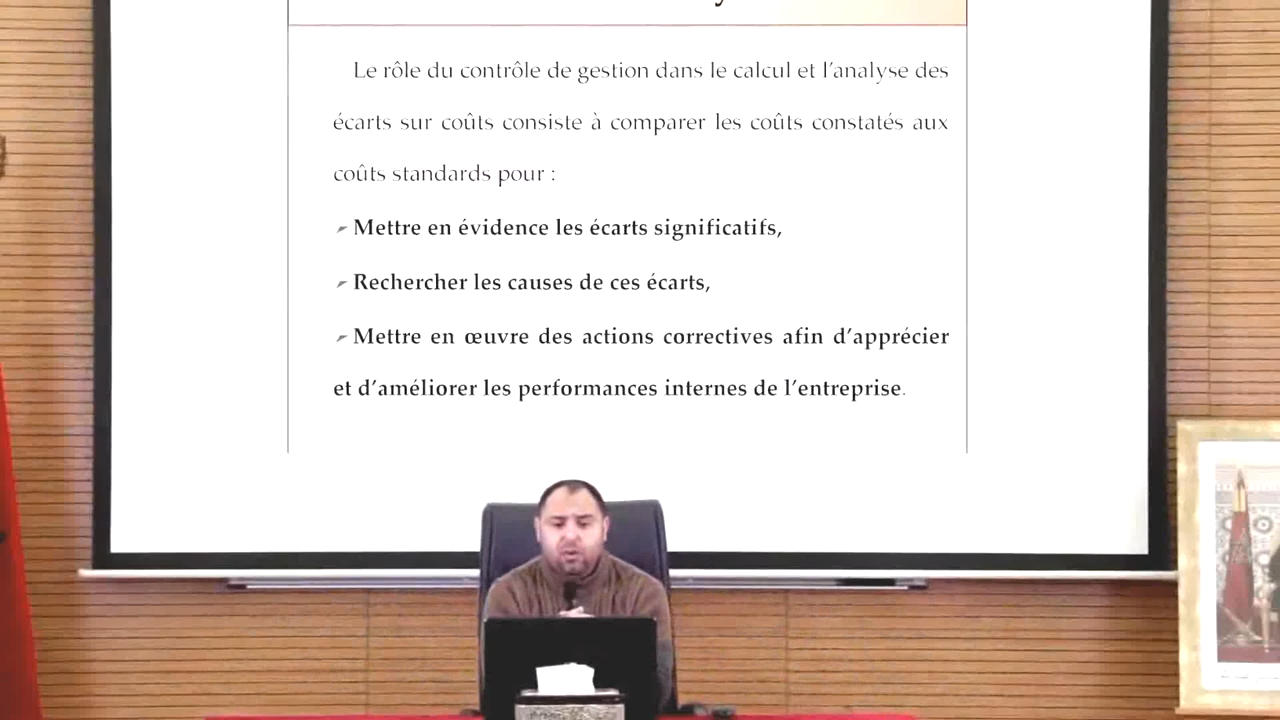 Le rôle du contrôle de gestion dans le calcul et l’analyse des
écarts sur coûts consiste à comparer les coûts constatés aux
coûts standards pour :
Mettre en évidence les écarts significatifs,
Rechercher les causes de ces écarts,
Mettre en œuvre des actions correctives afin d’apprécier
et d’améliorer les performances internes de l’entreprise.